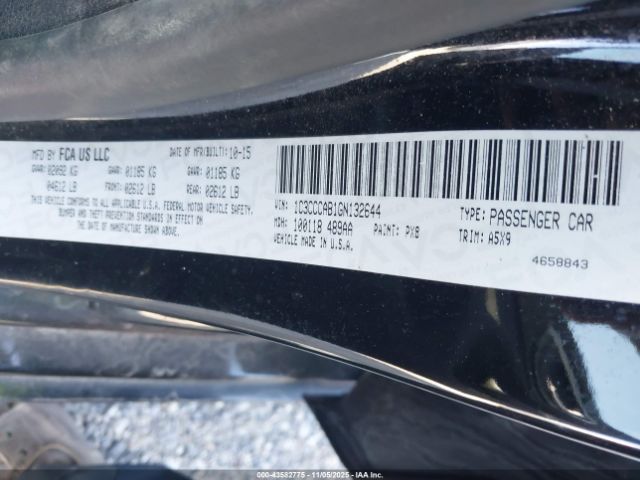 MFD BY FCA US LLC DATE OF MFR(BUILT): 10-15
GVWR: 02092 KG GAWR: 01185 KG GAWR: 01185 KG
04612 LB FRONT: 02612 LB REAR: 02612 LB
THIS VEHICLE CONFORMS TO ALL APPLICABLE U.S.A. FEDERAL MOTOR VEHICLE SAFETY,
BUMPER AND THEFT PREVENTION STANDARDS IN EFFECT ON THE DATE OF MANUFACTURE
SHOWN ABOVE.
VIN: 1C3CCCAB1GN132644 TYPE: PASSENGER CAR
MDH: 100118 489AA PAINT: PX8 TRIM: A5X9
VEHICLE MADE IN U.S.A.
4658843
000-43582775 - 11/05/2025 - IAAI.com